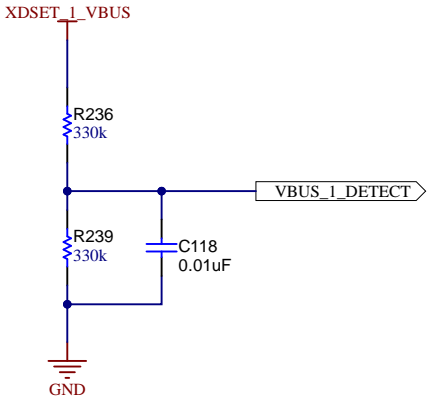 XDSET_1_VBUS
R236
330k
VBUS_1_DETECT
R239
330k
C118
0.01uF
GND